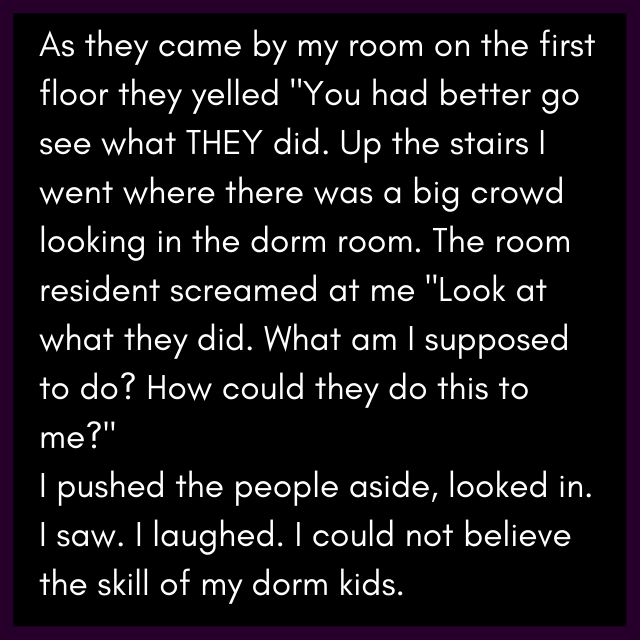 As they came by my room on the first
floor they yelled "You had better go
see what THEY did. Up the stairs I
went where there was a big crowd
looking in the dorm room. The room
resident screamed at me "Look at
what they did. What am I supposed
to do? How could they do this to
me?"
I pushed the people aside, looked in.
I saw. I laughed. I could not believe
the skill of my dorm kids.